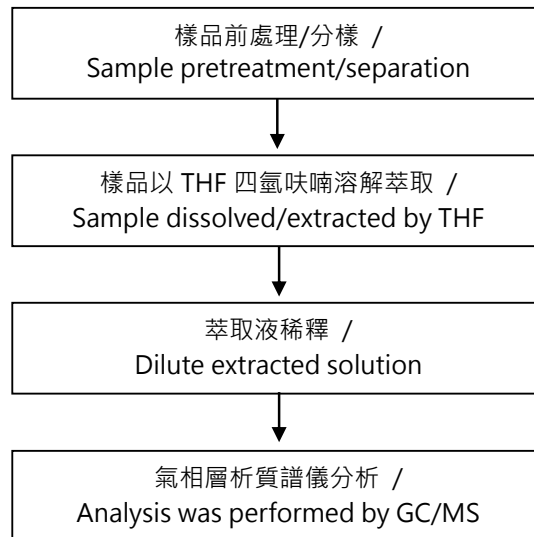 樣品前處理/分樣 /
Sample pretreatment/separation
樣品以 THF 四氫呋喃溶解萃取 /
Sample dissolved/extracted by THF
萃取液稀釋 /
Dilute extracted solution
氣相層析質譜儀分析 /
Analysis was performed by GC/MS